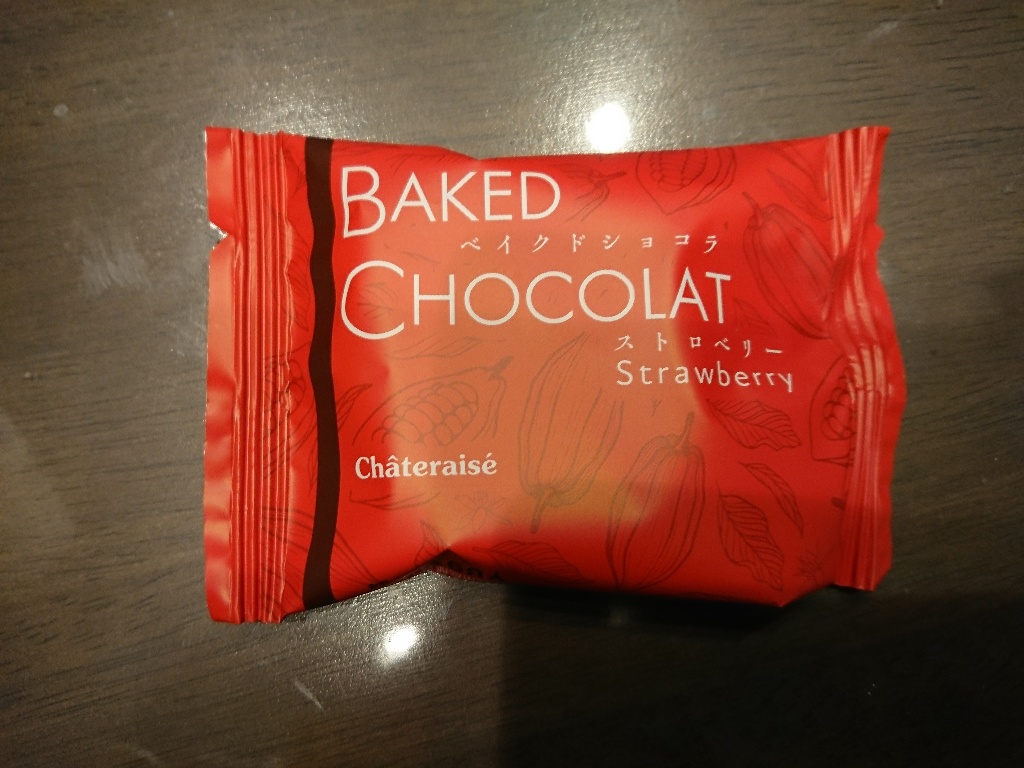 BAKED
ベイクドショコラ
CHOCOLAT
ストロベリー
Strawberry
Châteraisé